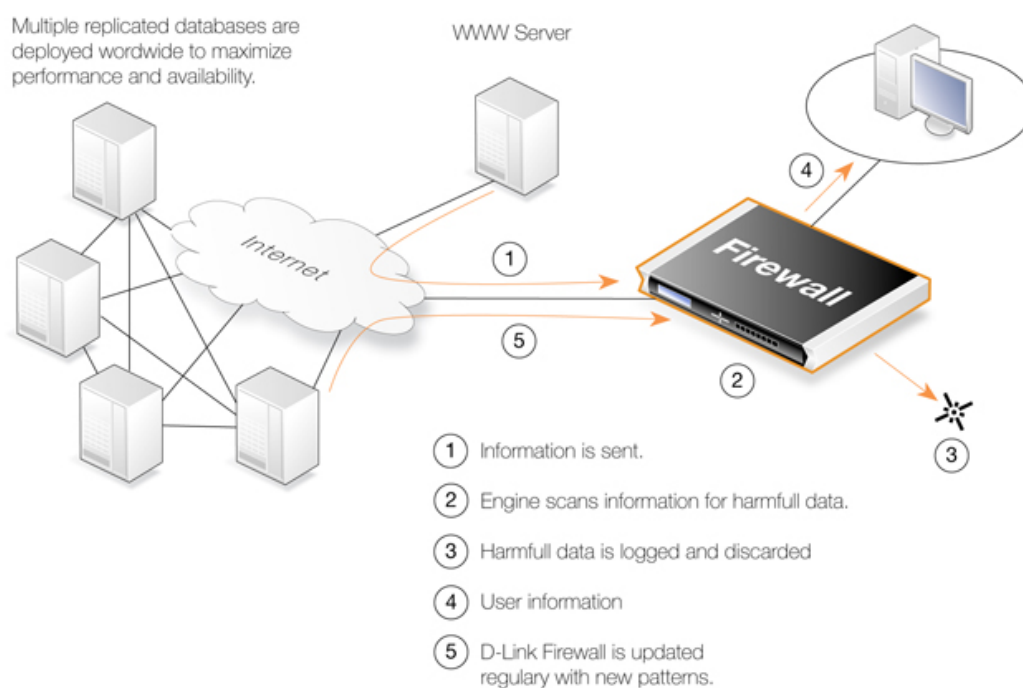 Multiple replicated databases are
deployed wordwide to maximize
performance and availability.
WWW Server
Internet
Firewall
1
2
3
4
5
1 Information is sent.
2 Engine scans information for harmfull data.
3 Harmfull data is logged and discarded
4 User information
5 D-Link Firewall is updated
regulary with new patterns.